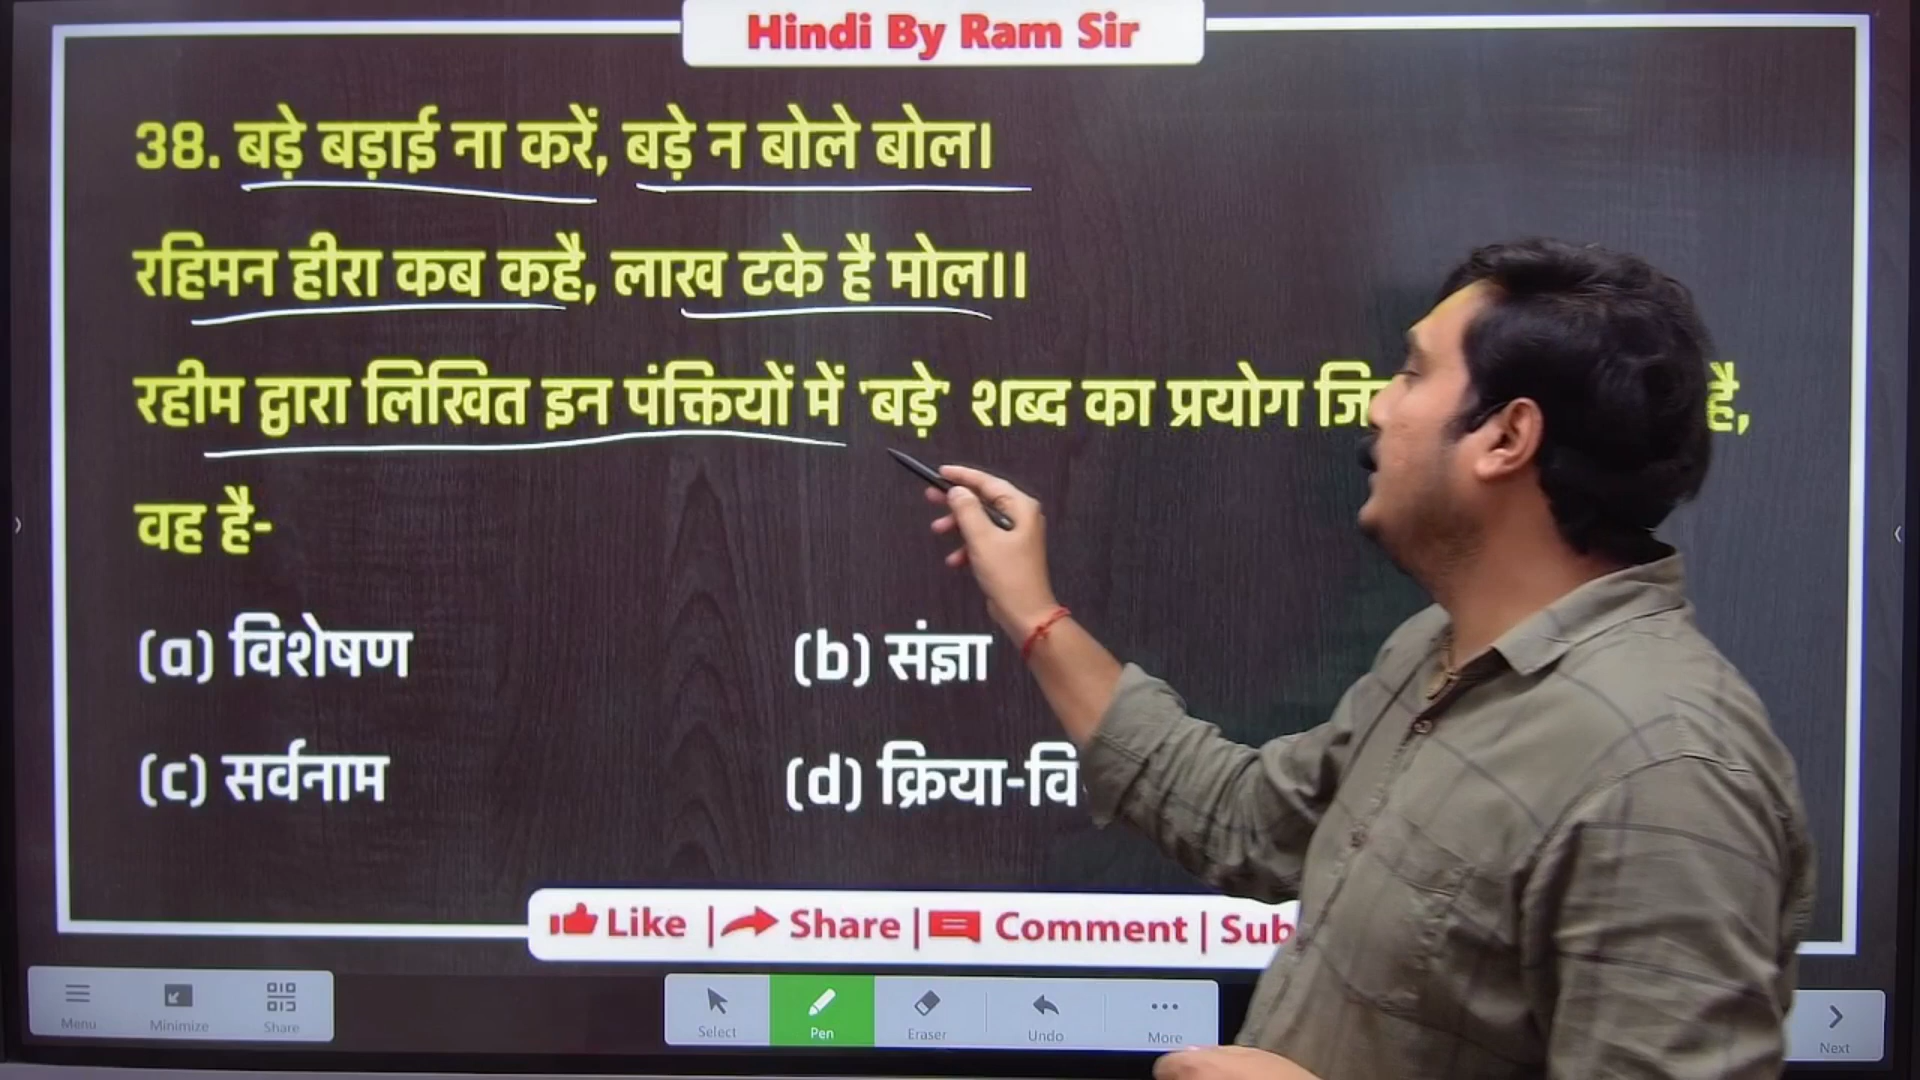 Hindi By Ram Sir
38. बड़े बड़ाई ना करें, बड़े न बोले बोल।
रहिमन हीरा कब कहै, लाख टके है मोल।।
रहीम द्वारा लिखित इन पंक्तियों में 'बड़े' शब्द का प्रयोग है,
वह है-
(a) विशेषण (b) संज्ञा
(c) सर्वनाम (d) क्रिया-वि
Like | Share | Comment | Sub
Menu Minimize Share Select Pen Eraser Undo More Next